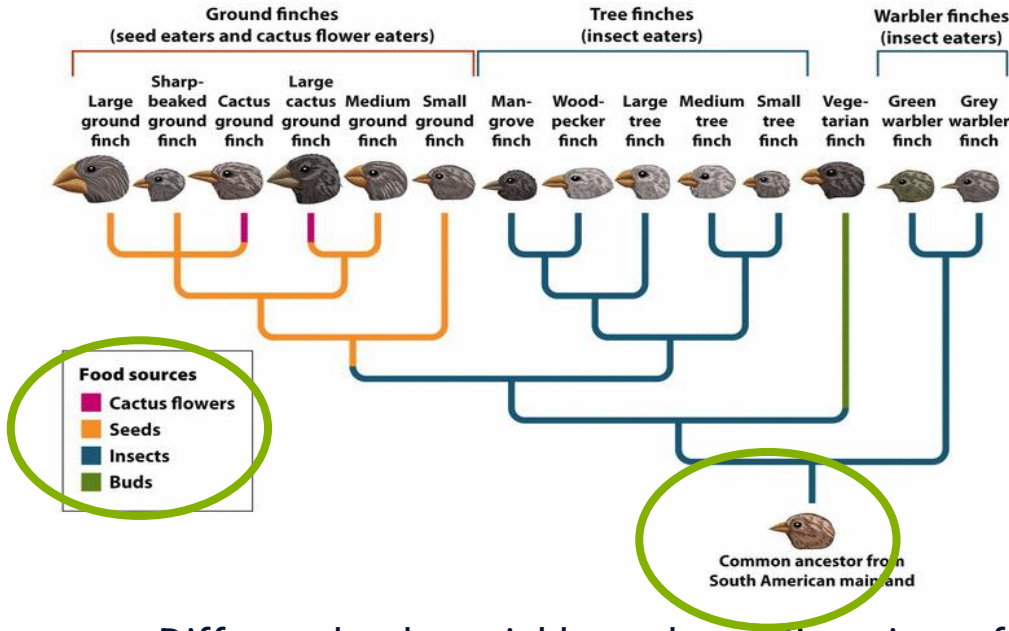 Ground finches
(seed eaters and cactus flower eaters)
Tree finches
(insect eaters)
Warbler finches
(insect eaters)
Large
ground
finch
Sharp-
beaked
ground
finch
Cactus
ground
finch
Large
cactus
ground
finch
Medium
ground
finch
Small
ground
finch
Man-
grove
finch
Wood-
pecker
finch
Large
tree
finch
Medium
tree
finch
Small
tree
finch
Vege-
tarian
finch
Green
warbler
finch
Grey
warbler
finch
Food sources
Cactus flowers
Seeds
Insects
Buds
Common ancestor from
South American mainland